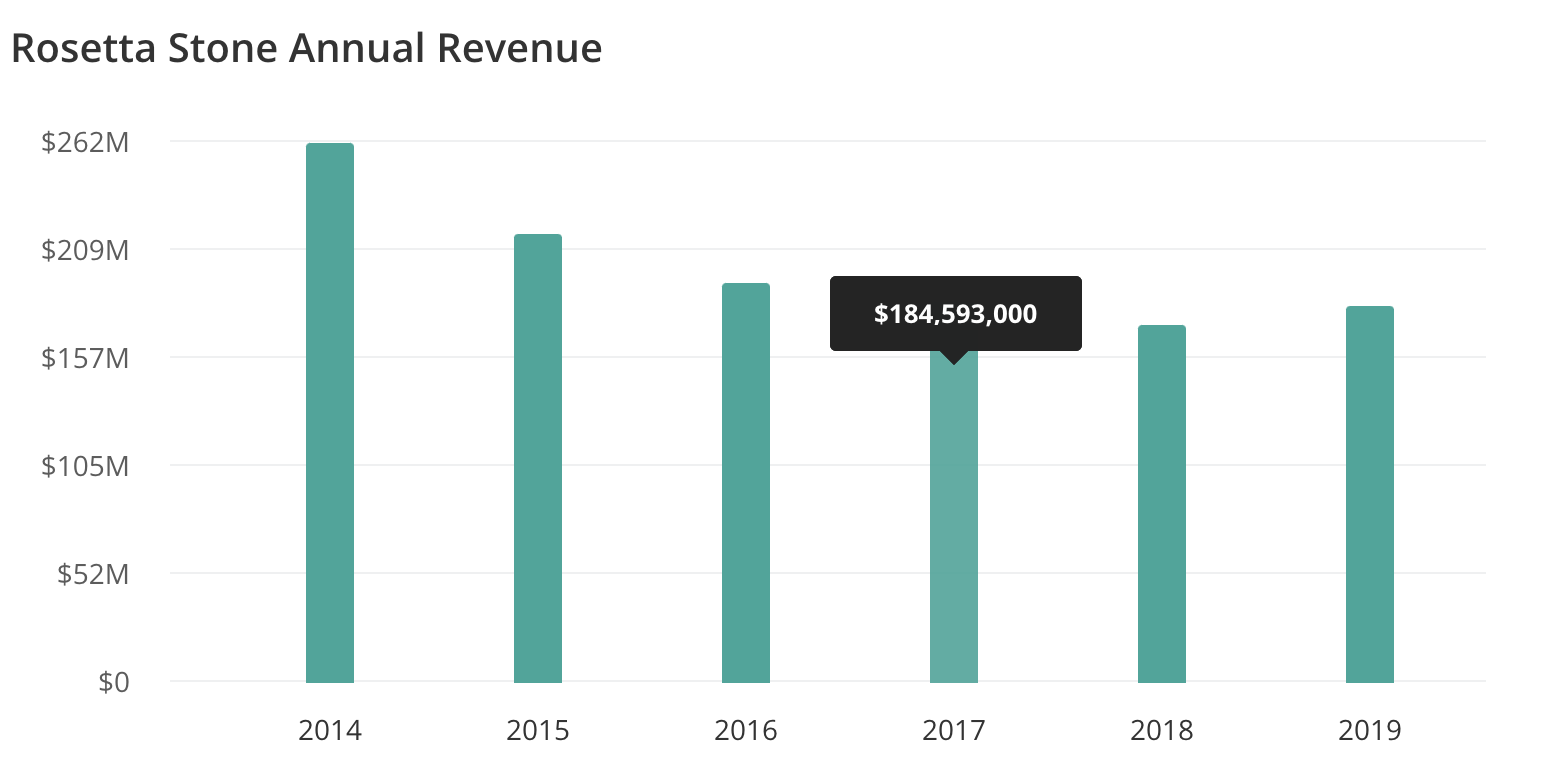 Rosetta Stone Annual Revenue
$262M
$209M
$184,593,000
$157M
$105M
$52M
$0
2014 2015 2016 2017 2018 2019